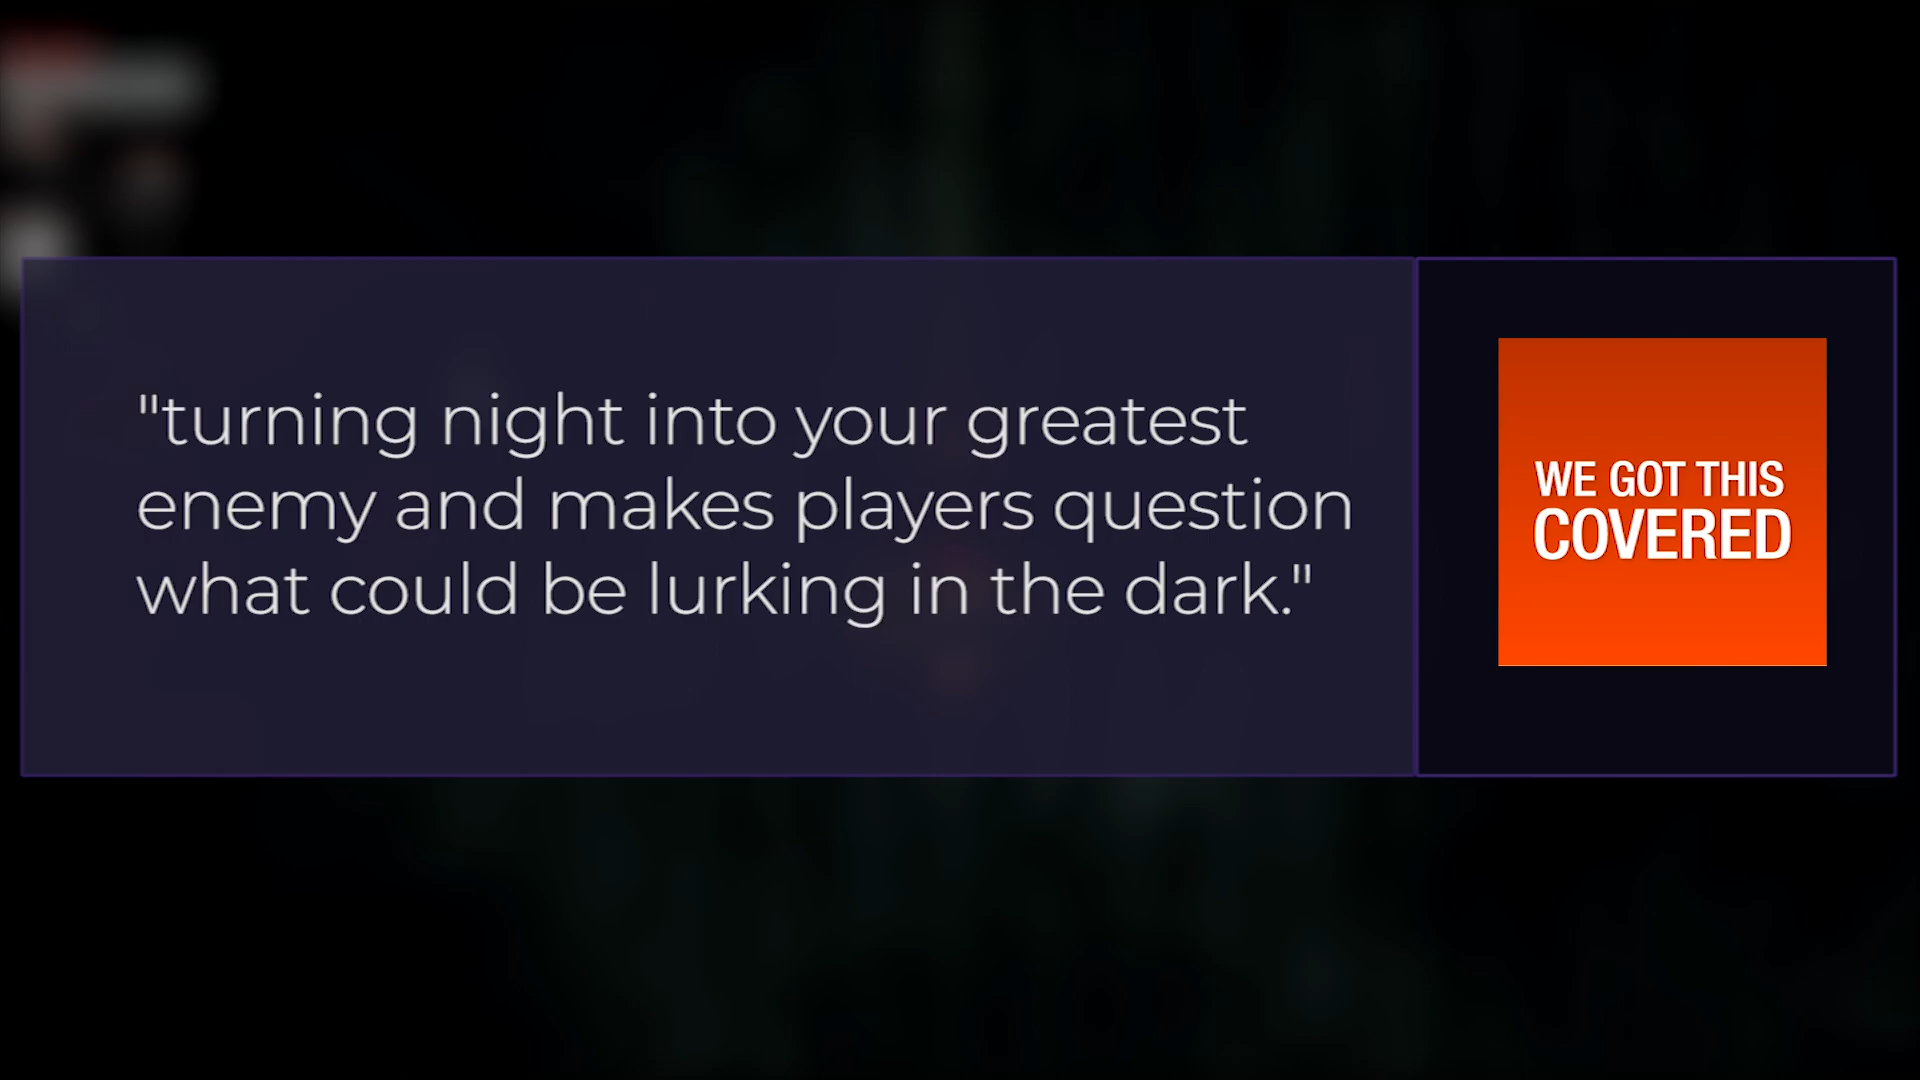 "turning night into your greatest
enemy and makes players question
what could be lurking in the dark."
WE GOT THIS
COVERED